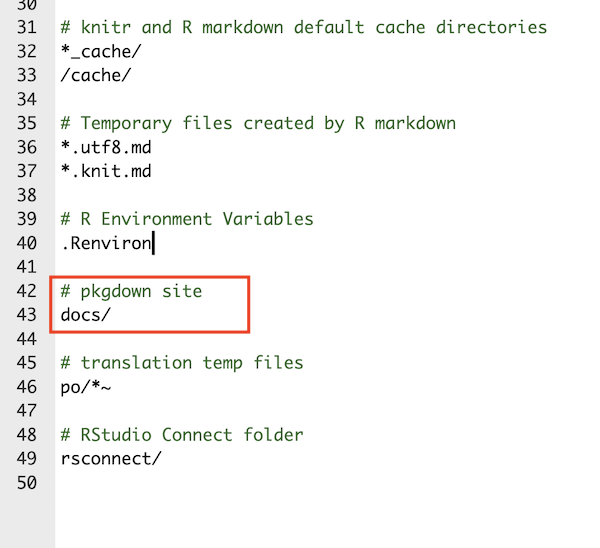 30
31 # knitr and R markdown default cache directories
32 *_cache/
33 /cache/
34
35 # Temporary files created by R markdown
36 *.utf8.md
37 *.knit.md
38
39 # R Environment Variables
40 .Renviron
41
42 # pkgdown site
43 docs/
44
45 # translation temp files
46 po/*~
47
48 # RStudio Connect folder
49 rsconnect/
50